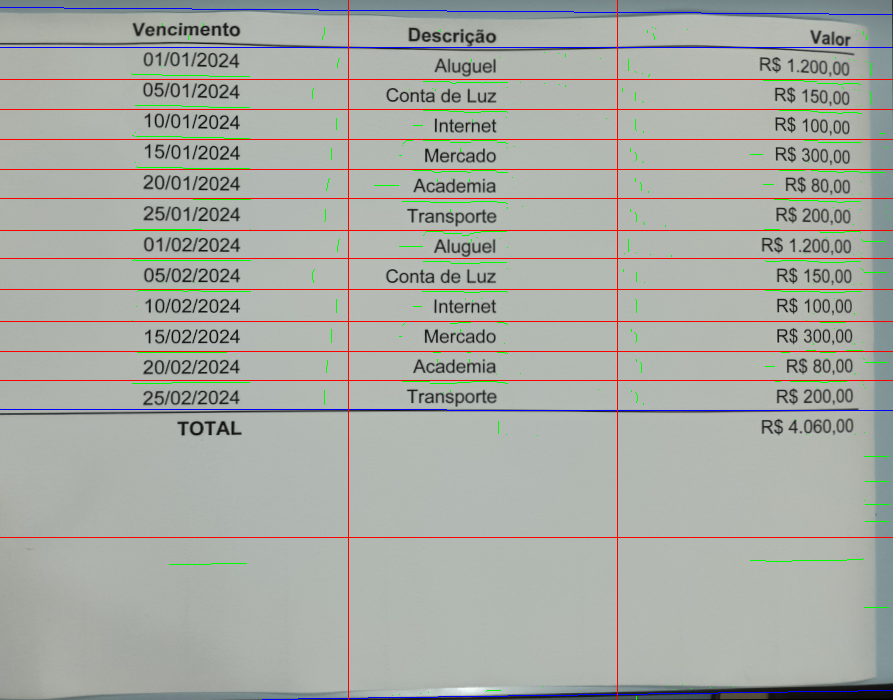 Vencimento Descrição Valor
01/01/2024 Aluguel R$ 1.200,00
05/01/2024 Conta de Luz R$ 150,00
10/01/2024 Internet R$ 100,00
15/01/2024 Mercado R$ 300,00
20/01/2024 Academia R$ 80,00
25/01/2024 Transporte R$ 200,00
01/02/2024 Aluguel R$ 1.200,00
05/02/2024 Conta de Luz R$ 150,00
10/02/2024 Internet R$ 100,00
15/02/2024 Mercado R$ 300,00
20/02/2024 Academia R$ 80,00
25/02/2024 Transporte R$ 200,00
TOTAL R$ 4.060,00